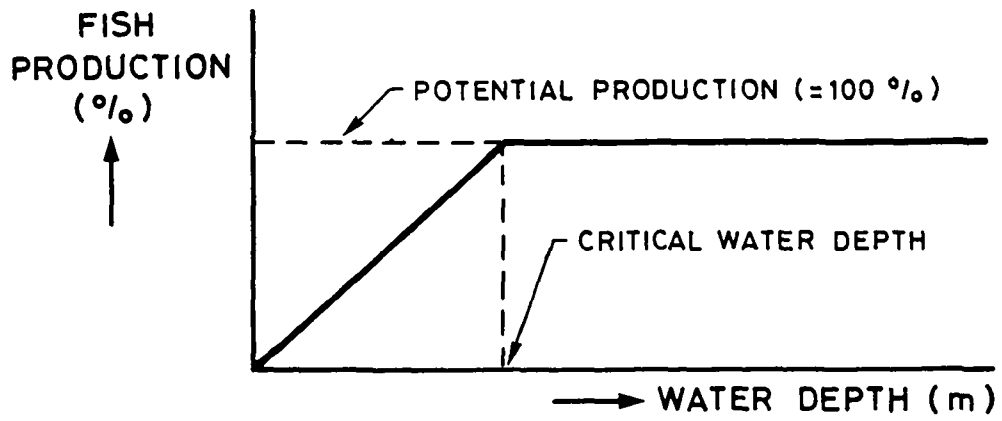 FISH
PRODUCTION
(%)
POTENTIAL PRODUCTION (=100 %)
CRITICAL WATER DEPTH
WATER DEPTH (m)